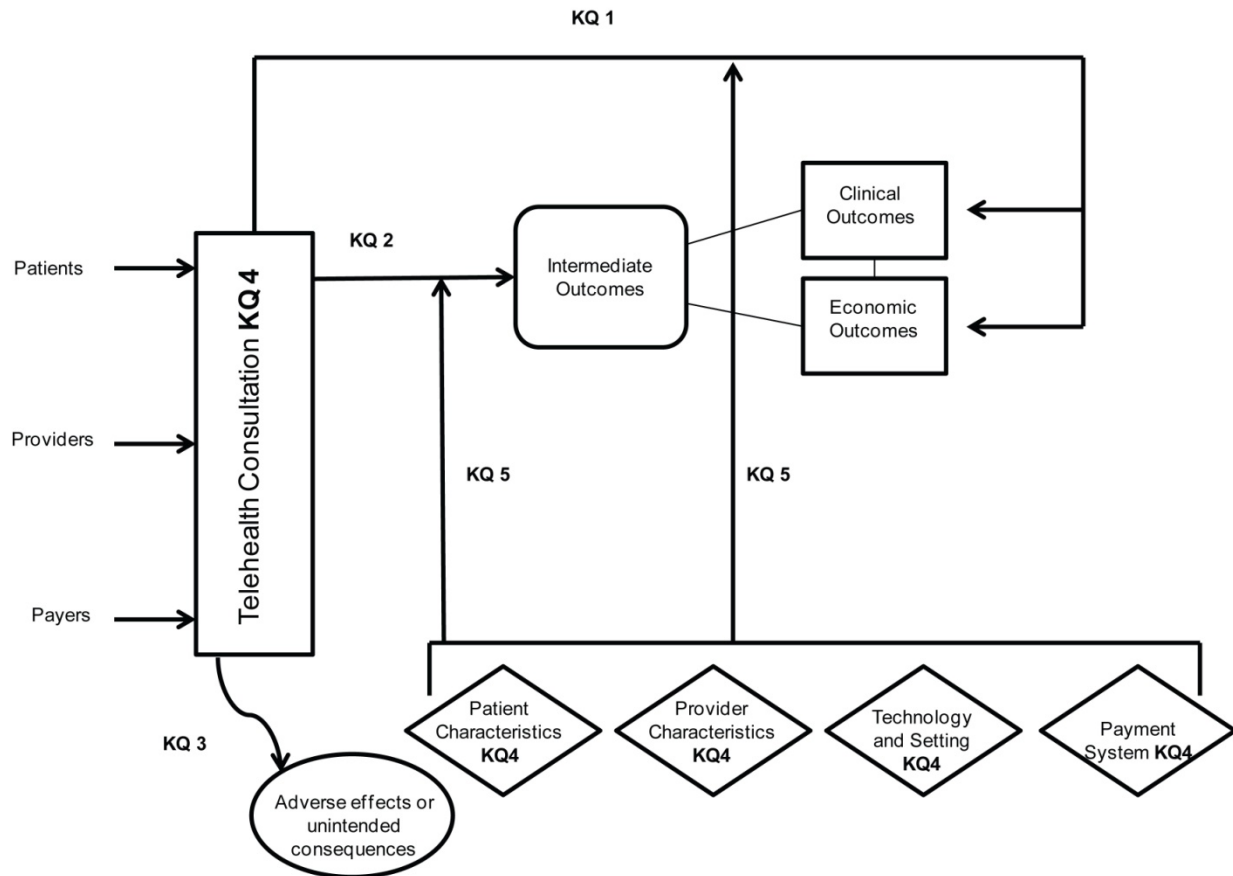 KQ 1
Patients
Providers
Payers
Telehealth Consultation KQ 4
KQ 2
Intermediate
Outcomes
Clinical
Outcomes
Economic
Outcomes
KQ 5
KQ 5
KQ 3
Adverse effects or
unintended
consequences
Patient
Characteristics
KQ4
Provider
Characteristics
KQ4
Technology
and Setting
KQ4
Payment
System KQ4